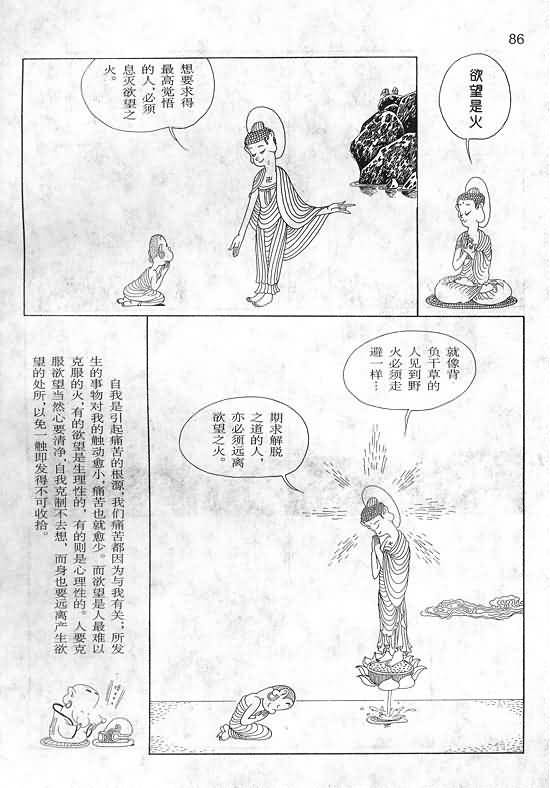 86
欲望是火
想要求得
最高觉悟
的人，必须
息灭欲望之
火。
就像背
负干草的
人见到野
火必须走
避一样…
期求解脱
之道的人，
亦必须远离
欲望之火。
自我是引起痛苦的根源，我们痛苦都因为与我有关；所发
生的事物对我的触动愈小，痛苦也就愈少。而欲望是人最难以
克服的火，有的欲望是生理性的，有的则是心理性的。人要克
服欲望当然心要清净，自我克制不去想，而身也要远离产生欲
望的处所，以免一触即发得不可收拾。